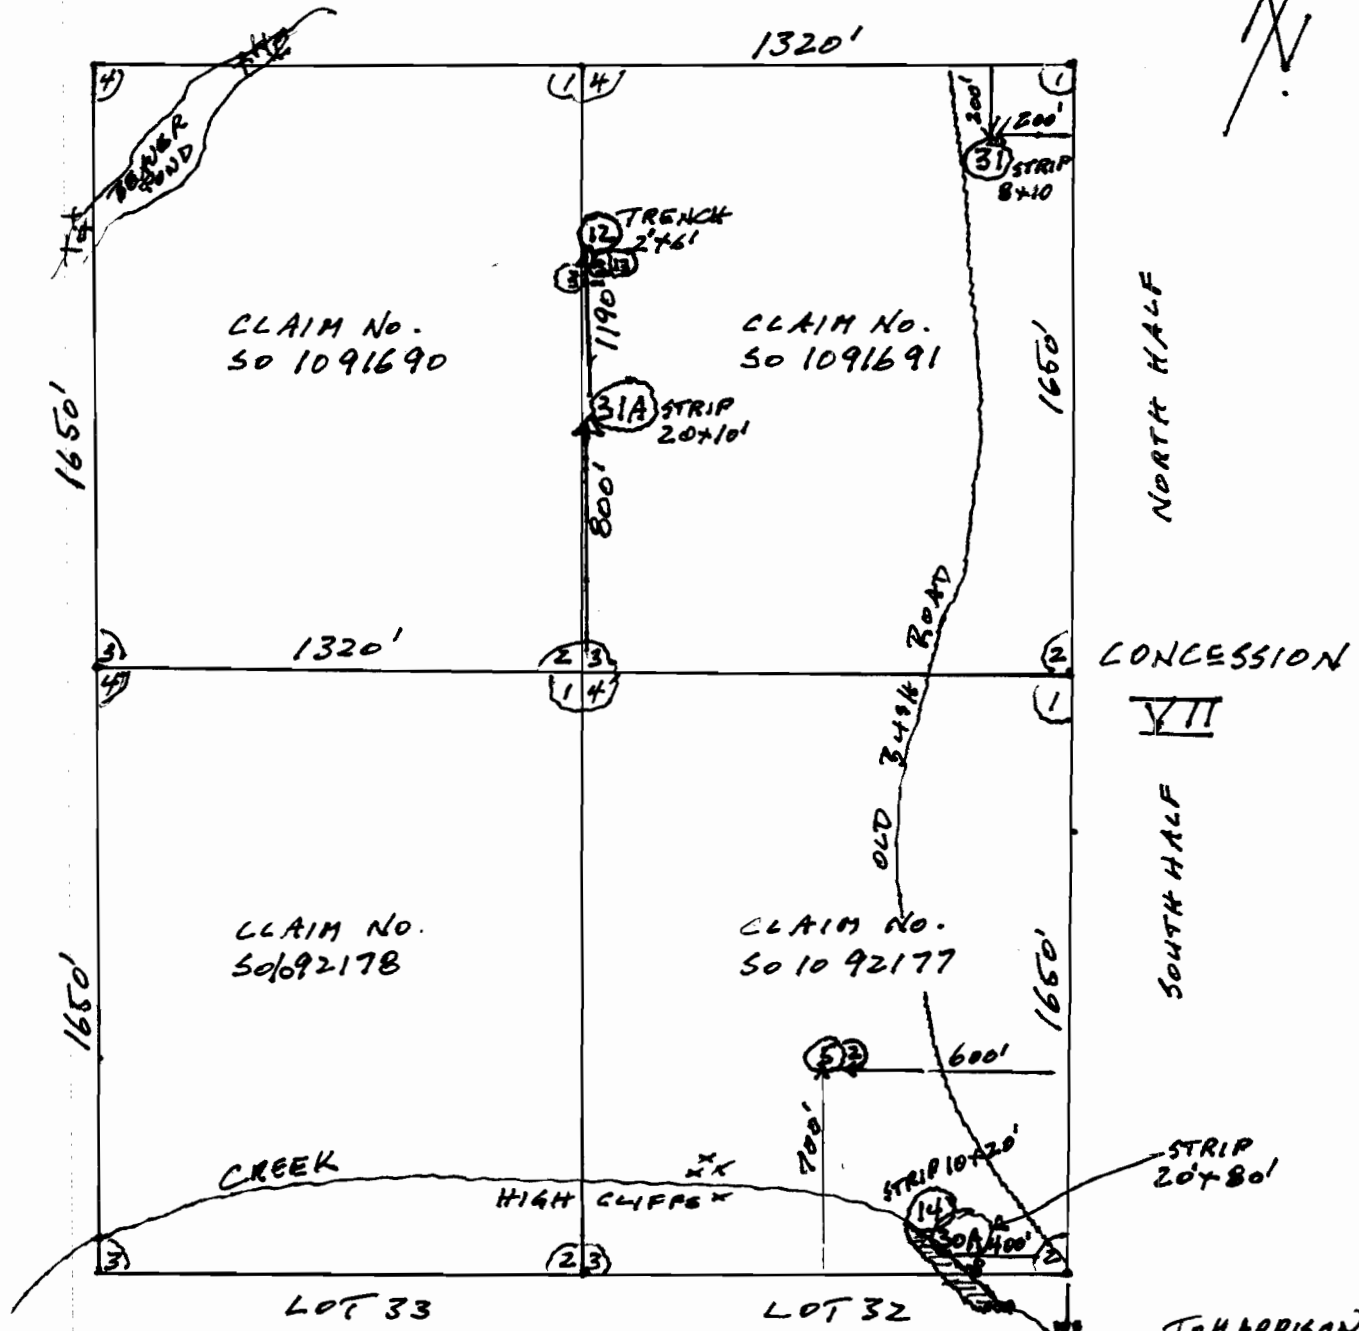 N
1320'
4
1 4
1
200'
200'
31
STRIP
8x10
BEAVER
POND
12
TRENCH
2'x6'
13
1190'
CLAIM No.
SO 1091690
CLAIM No.
SO 1091691
31A
STRIP
20x10'
800'
1650'
1650'
NORTH HALF
3
1320'
2 3
2
CONCESSION
VII
4
1 4
1
OLD BUSH ROAD
CLAIM No.
SO1092178
CLAIM No.
SO 1092177
1650'
1650'
SOUTH HALF
5 2
600'
700'
CREEK
HIGH CLIFFS
STRIP 10x20'
14
30A
400'
STRIP
20'x80'
3
2 3
2
LOT 33
LOT 32